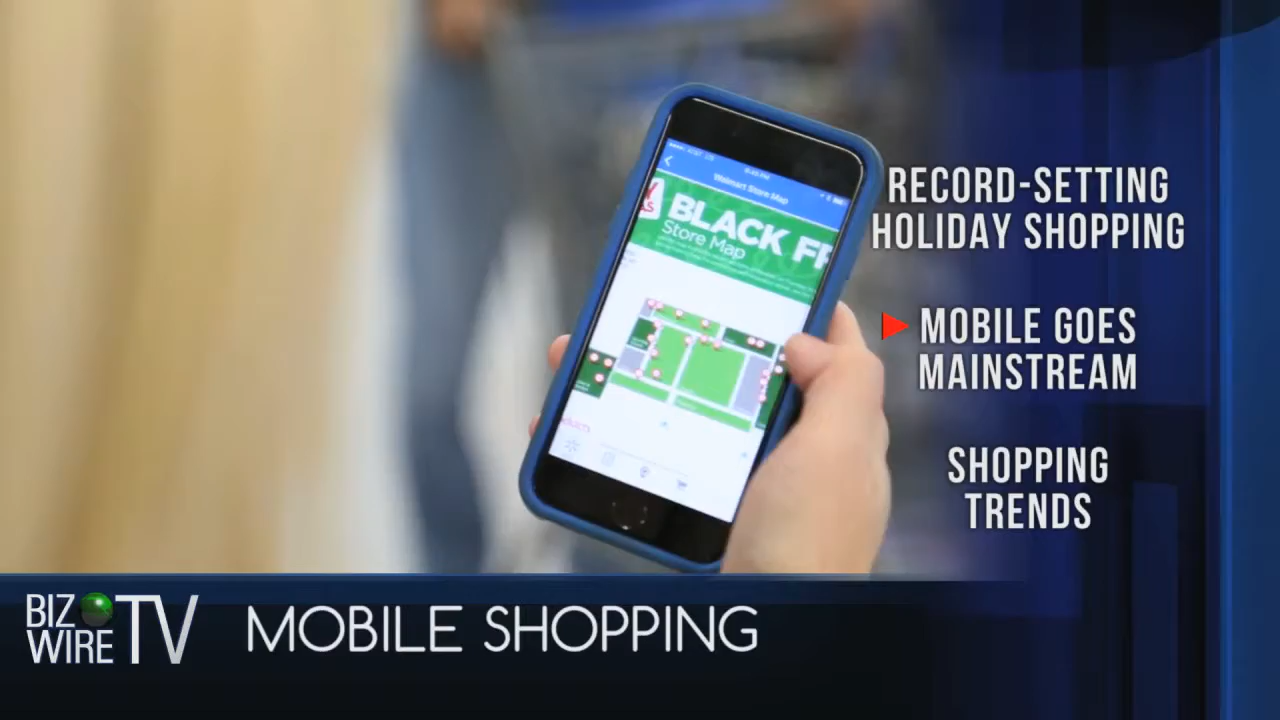 Walmart Store Map
BLACK FR
Store Map
RECORD-SETTING
HOLIDAY SHOPPING
MOBILE GOES
MAINSTREAM
SHOPPING
TRENDS
BIZ
WIRE
TV
MOBILE SHOPPING